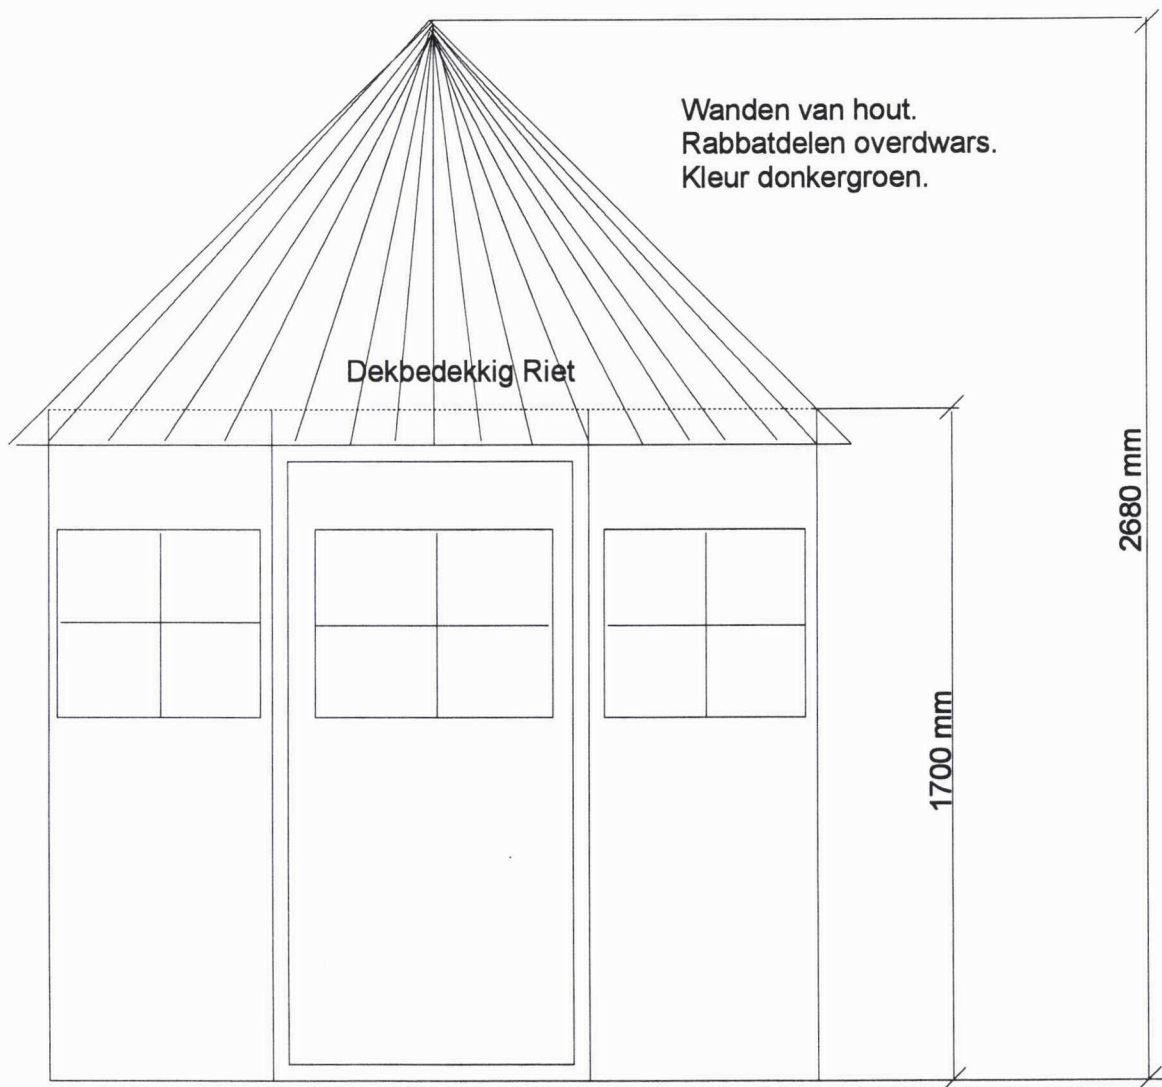 Wanden van hout.
Rabbatdelen overdwars.
Kleur donkergroen.
Dekbedekkig Riet
2680 mm
1700 mm